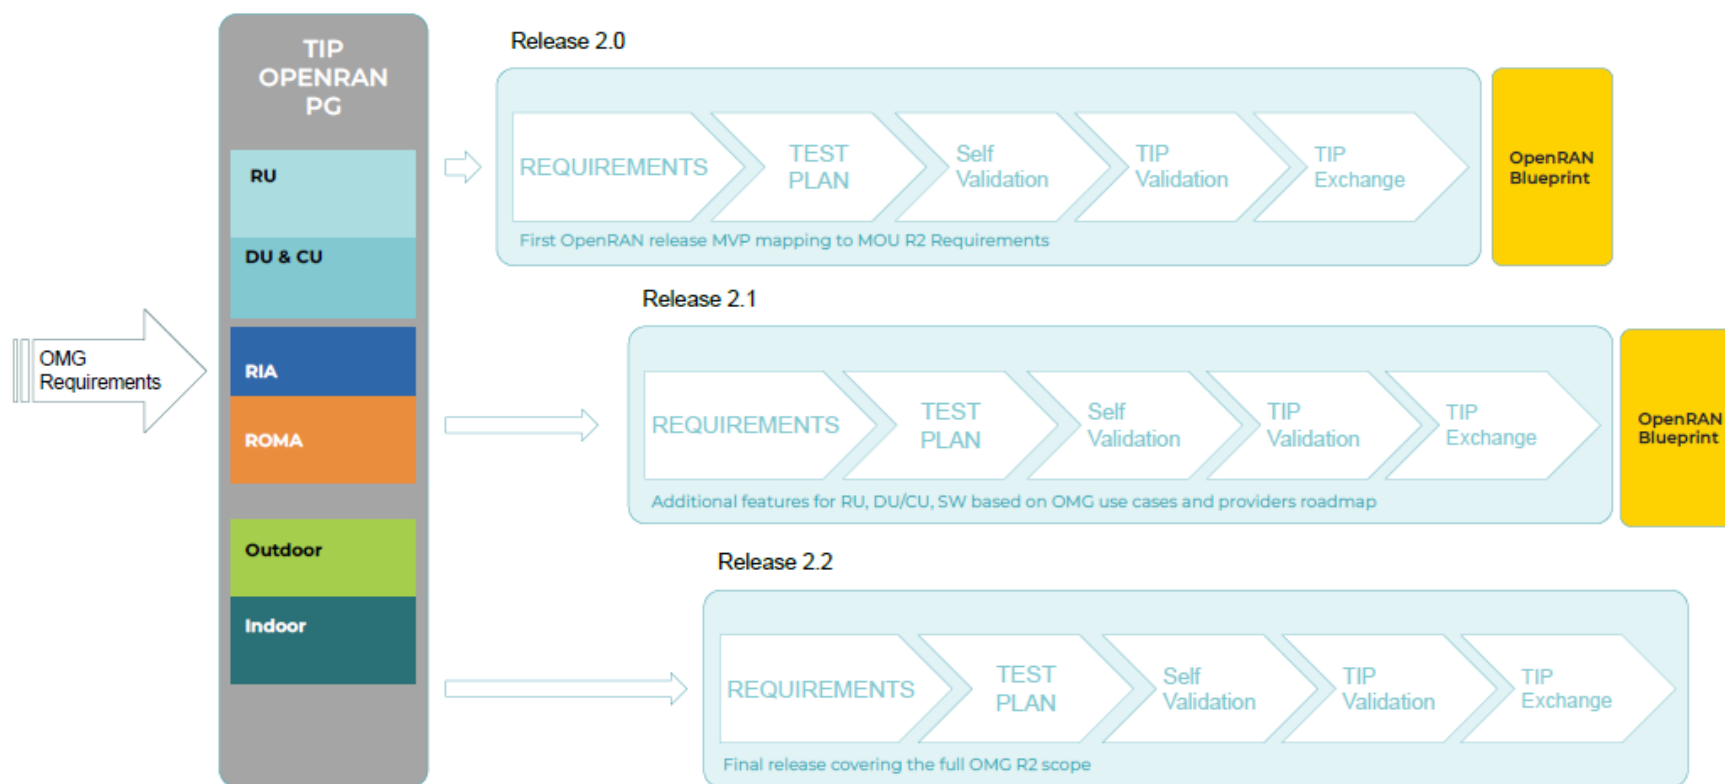 TIP
OPENRAN
PG
RU
DU & CU
RIA
ROMA
Outdoor
Indoor
OMG
Requirements
Release 2.0
REQUIREMENTS
TEST
PLAN
Self
Validation
TIP
Validation
TIP
Exchange
First OpenRAN release MVP mapping to MOU R2 Requirements
OpenRAN
Blueprint
Release 2.1
REQUIREMENTS
TEST
PLAN
Self
Validation
TIP
Validation
TIP
Exchange
Additional features for RU, DU/CU, SW based on OMG use cases and providers roadmap
OpenRAN
Blueprint
Release 2.2
REQUIREMENTS
TEST
PLAN
Self
Validation
TIP
Validation
TIP
Exchange
Final release covering the full OMG R2 scope